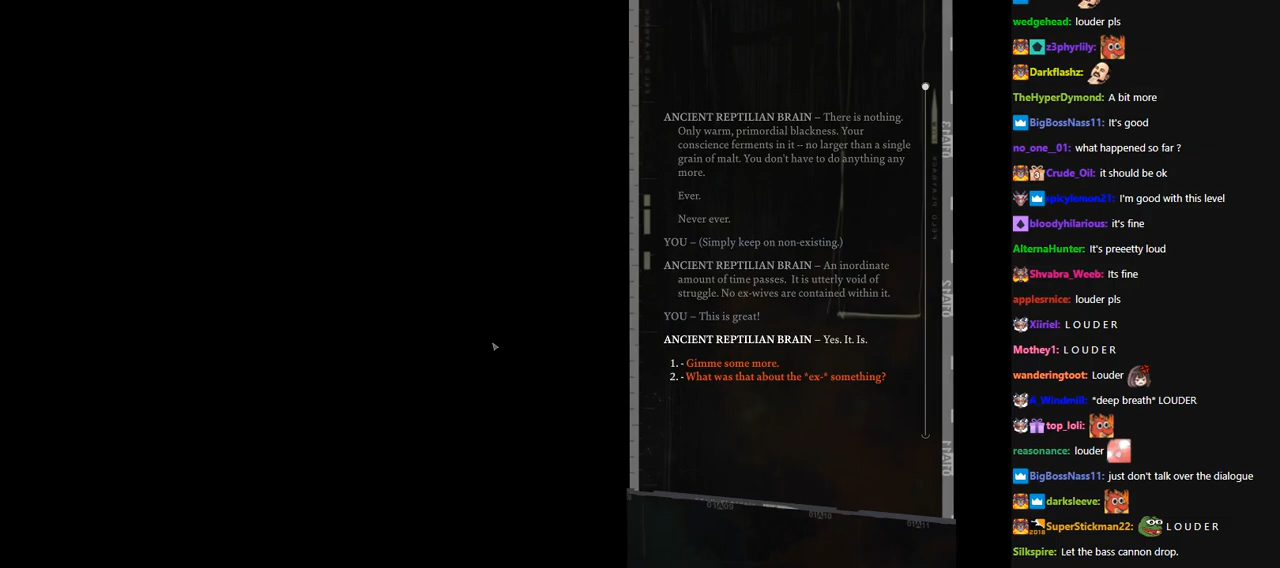 ANCIENT REPTILIAN BRAIN – There is nothing.
Only warm, primordial blackness. Your
conscience ferments in it – no larger than a single
grain of malt. You don't have to do anything any
more.
Ever.
Never ever.
YOU – (Simply keep on non-existing.)
ANCIENT REPTILIAN BRAIN – An inordinate
amount of time passes. It is utterly void of
struggle. No ex-wives are contained within it.
YOU – This is great!
ANCIENT REPTILIAN BRAIN – Yes. It. Is.
1. - Gimme some more.
2. - What was that about the *ex-* something?
wedgehead: louder pls
z3phyrlily:
Darkflashz:
TheHyperDymond: A bit more
BigBossNass11: It's good
no_one__01: what happened so far ?
Crude_Oil: it should be ok
spicylemon21: I'm good with this level
bloodyhilarious: it's fine
AlternaHunter: It's preeetty loud
Shvabra_Weeb: Its fine
applesrnice: louder pls
Xiiriel: L O U D E R
Mothey1: L O U D E R
wanderingtoot: Louder
A_Windmill: *deep breath* LOUDER
top_loli:
reasonance: louder
BigBossNass11: just don't talk over the dialogue
darksleeve:
SuperStickman22: L O U D E R
Silkspire: Let the bass cannon drop.